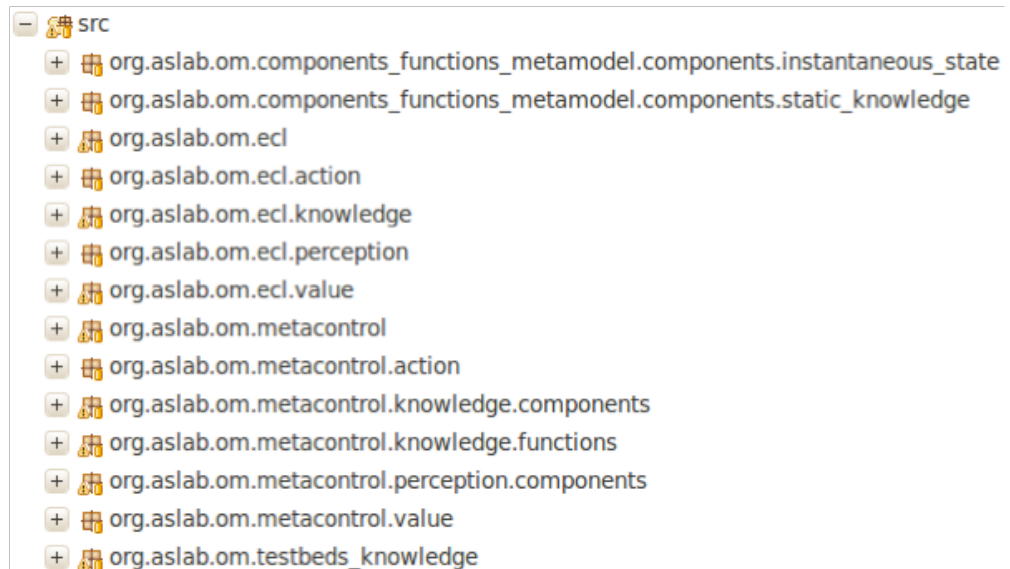 src
org.aslab.om.components_functions_metamodel.components.instantaneous_state
org.aslab.om.components_functions_metamodel.components.static_knowledge
org.aslab.om.ecl
org.aslab.om.ecl.action
org.aslab.om.ecl.knowledge
org.aslab.om.ecl.perception
org.aslab.om.ecl.value
org.aslab.om.metacontrol
org.aslab.om.metacontrol.action
org.aslab.om.metacontrol.knowledge.components
org.aslab.om.metacontrol.knowledge.functions
org.aslab.om.metacontrol.perception.components
org.aslab.om.metacontrol.value
org.aslab.om.testbeds_knowledge